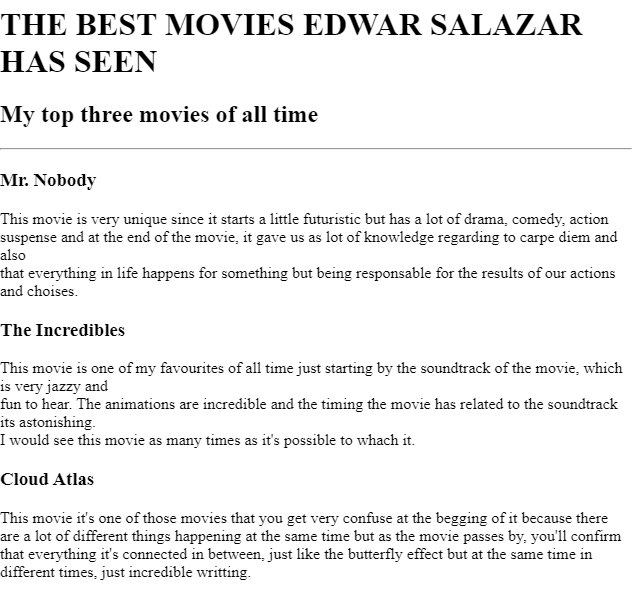 THE BEST MOVIES EDWAR SALAZAR
HAS SEEN
My top three movies of all time
Mr. Nobody
This movie is very unique since it starts a little futuristic but has a lot of drama, comedy, action
suspense and at the end of the movie, it gave us as lot of knowledge regarding to carpe diem and
also
that everything in life happens for something but being responsable for the results of our actions
and choises.
The Incredibles
This movie is one of my favourites of all time just starting by the soundtrack of the movie, which
is very jazzy and
fun to hear. The animations are incredible and the timing the movie has related to the soundtrack
its astonishing.
I would see this movie as many times as it's possible to whach it.
Cloud Atlas
This movie it's one of those movies that you get very confuse at the begging of it because there
are a lot of different things happening at the same time but as the movie passes by, you'll confirm
that everything it's connected in between, just like the butterfly effect but at the same time in
different times, just incredible writting.